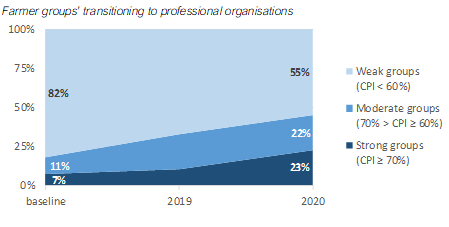 Farmer groups' transitioning to professional organisations
100%
75%
50%
25%
0%
82%
11%
7%
55%
22%
23%
baseline
2019
2020
Weak groups
(CPI < 60%)
Moderate groups
(70% > CPI ≥ 60%)
Strong groups
(CPI ≥ 70%)